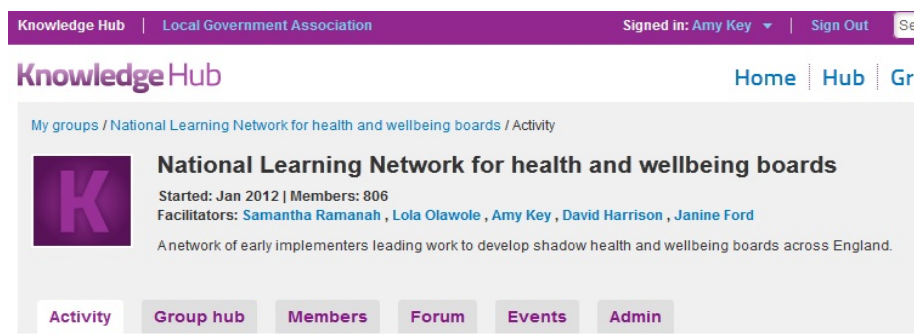 Knowledge Hub | Local Government Association Signed in: Amy Key | Sign Out
KnowledgeHub Home Hub
My groups / National Learning Network for health and wellbeing boards / Activity
K
National Learning Network for health and wellbeing boards
Started: Jan 2012 | Members: 806
Facilitators: Samantha Ramanah , Lola Olawole , Amy Key , David Harrison , Janine Ford
A network of early implementers leading work to develop shadow health and wellbeing boards across England.
Activity Group hub Members Forum Events Admin